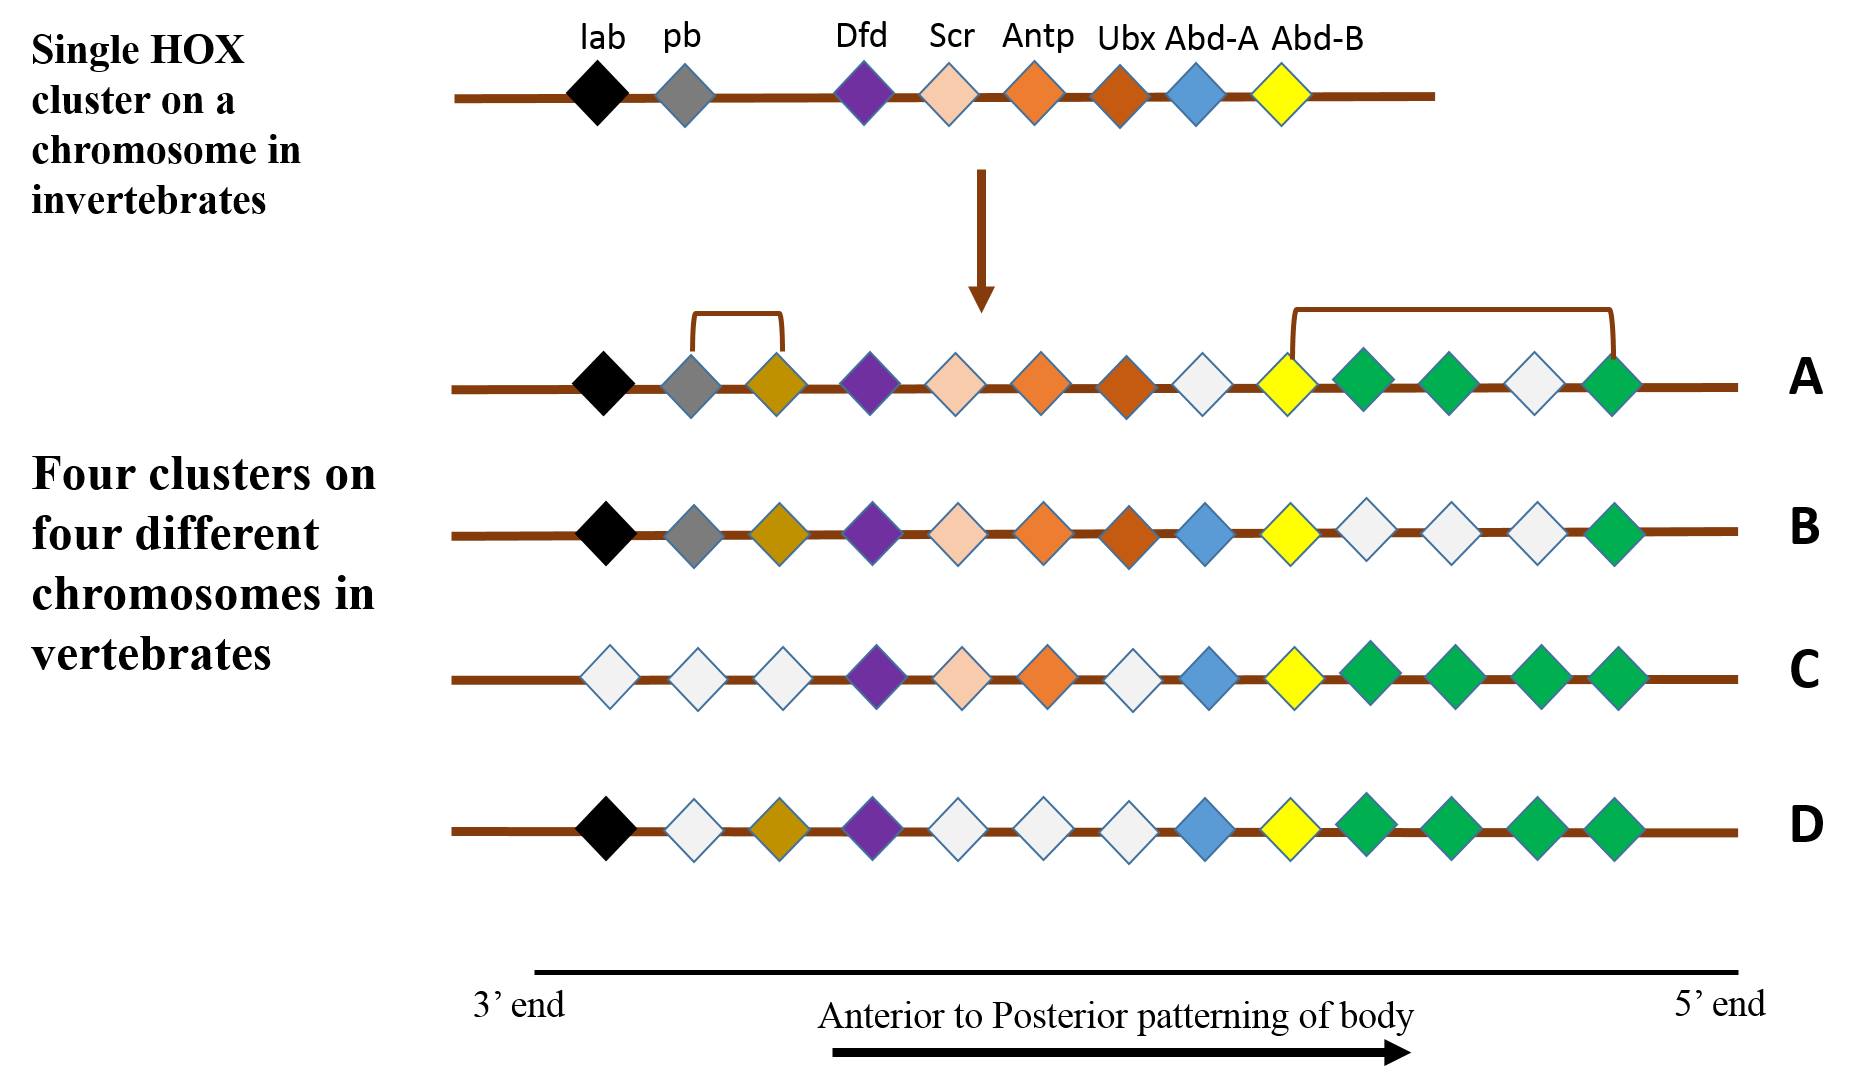 Single HOX
cluster on a
chromosome in
invertebrates
lab pb Dfd Scr Antp Ubx Abd-A Abd-B
Four clusters on
four different
chromosomes in
vertebrates
A
B
C
D
3’ end
5’ end
Anterior to Posterior patterning of body